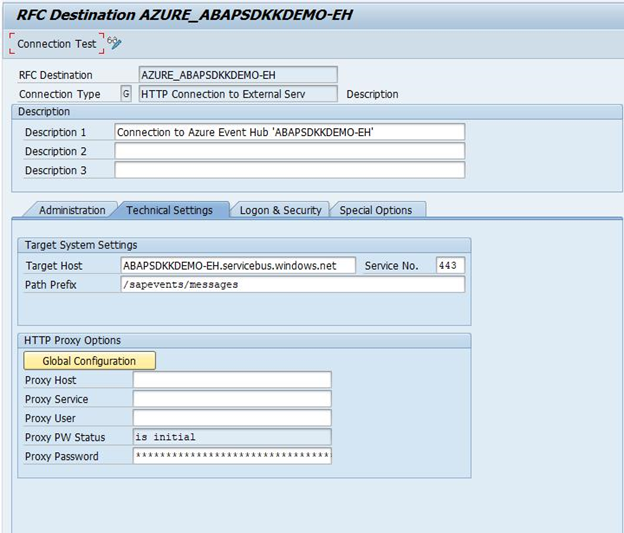 RFC Destination AZURE_ABAPSDKKDEMO-EH
Connection Test
RFC Destination AZURE_ABAPSDKKDEMO-EH
Connection Type G HTTP Connection to External Serv Description
Description
Description 1 Connection to Azure Event Hub 'ABAPSDKKDEMO-EH'
Description 2
Description 3
Administration Technical Settings Logon & Security Special Options
Target System Settings
Target Host ABAPSDKKDEMO-EH.servicebus.windows.net Service No. 443
Path Prefix /sapevents/messages
HTTP Proxy Options
Global Configuration
Proxy Host
Proxy Service
Proxy User
Proxy PW Status is initial
Proxy Password *********************************